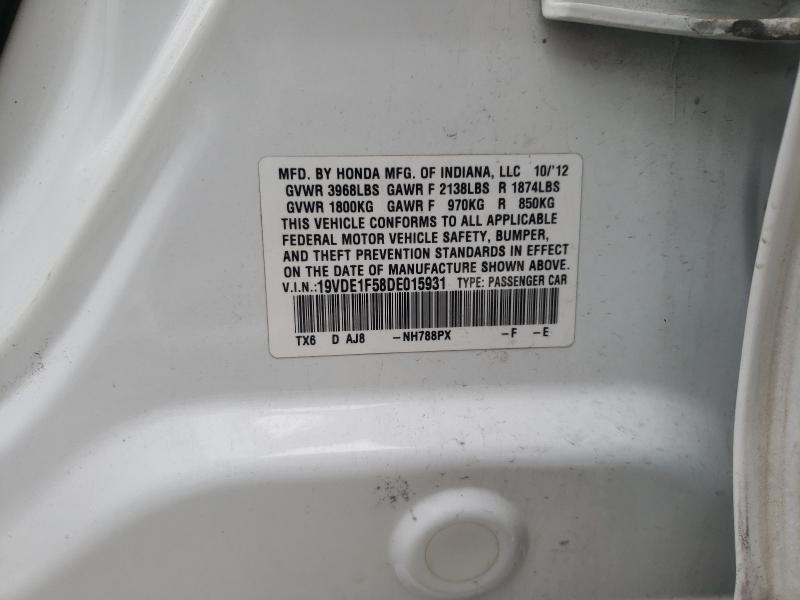 MFD. BY HONDA MFG. OF INDIANA, LLC 10/'12
GVWR 3968LBS GAWR F 2138LBS R 1874LBS
GVWR 1800KG GAWR F 970KG R 850KG
THIS VEHICLE CONFORMS TO ALL APPLICABLE
FEDERAL MOTOR VEHICLE SAFETY, BUMPER,
AND THEFT PREVENTION STANDARDS IN EFFECT
ON THE DATE OF MANUFACTURE SHOWN ABOVE.
V.I.N.:19VDE1F58DE015931 TYPE: PASSENGER CAR
TX6 D AJ8 -NH788PX -F -E